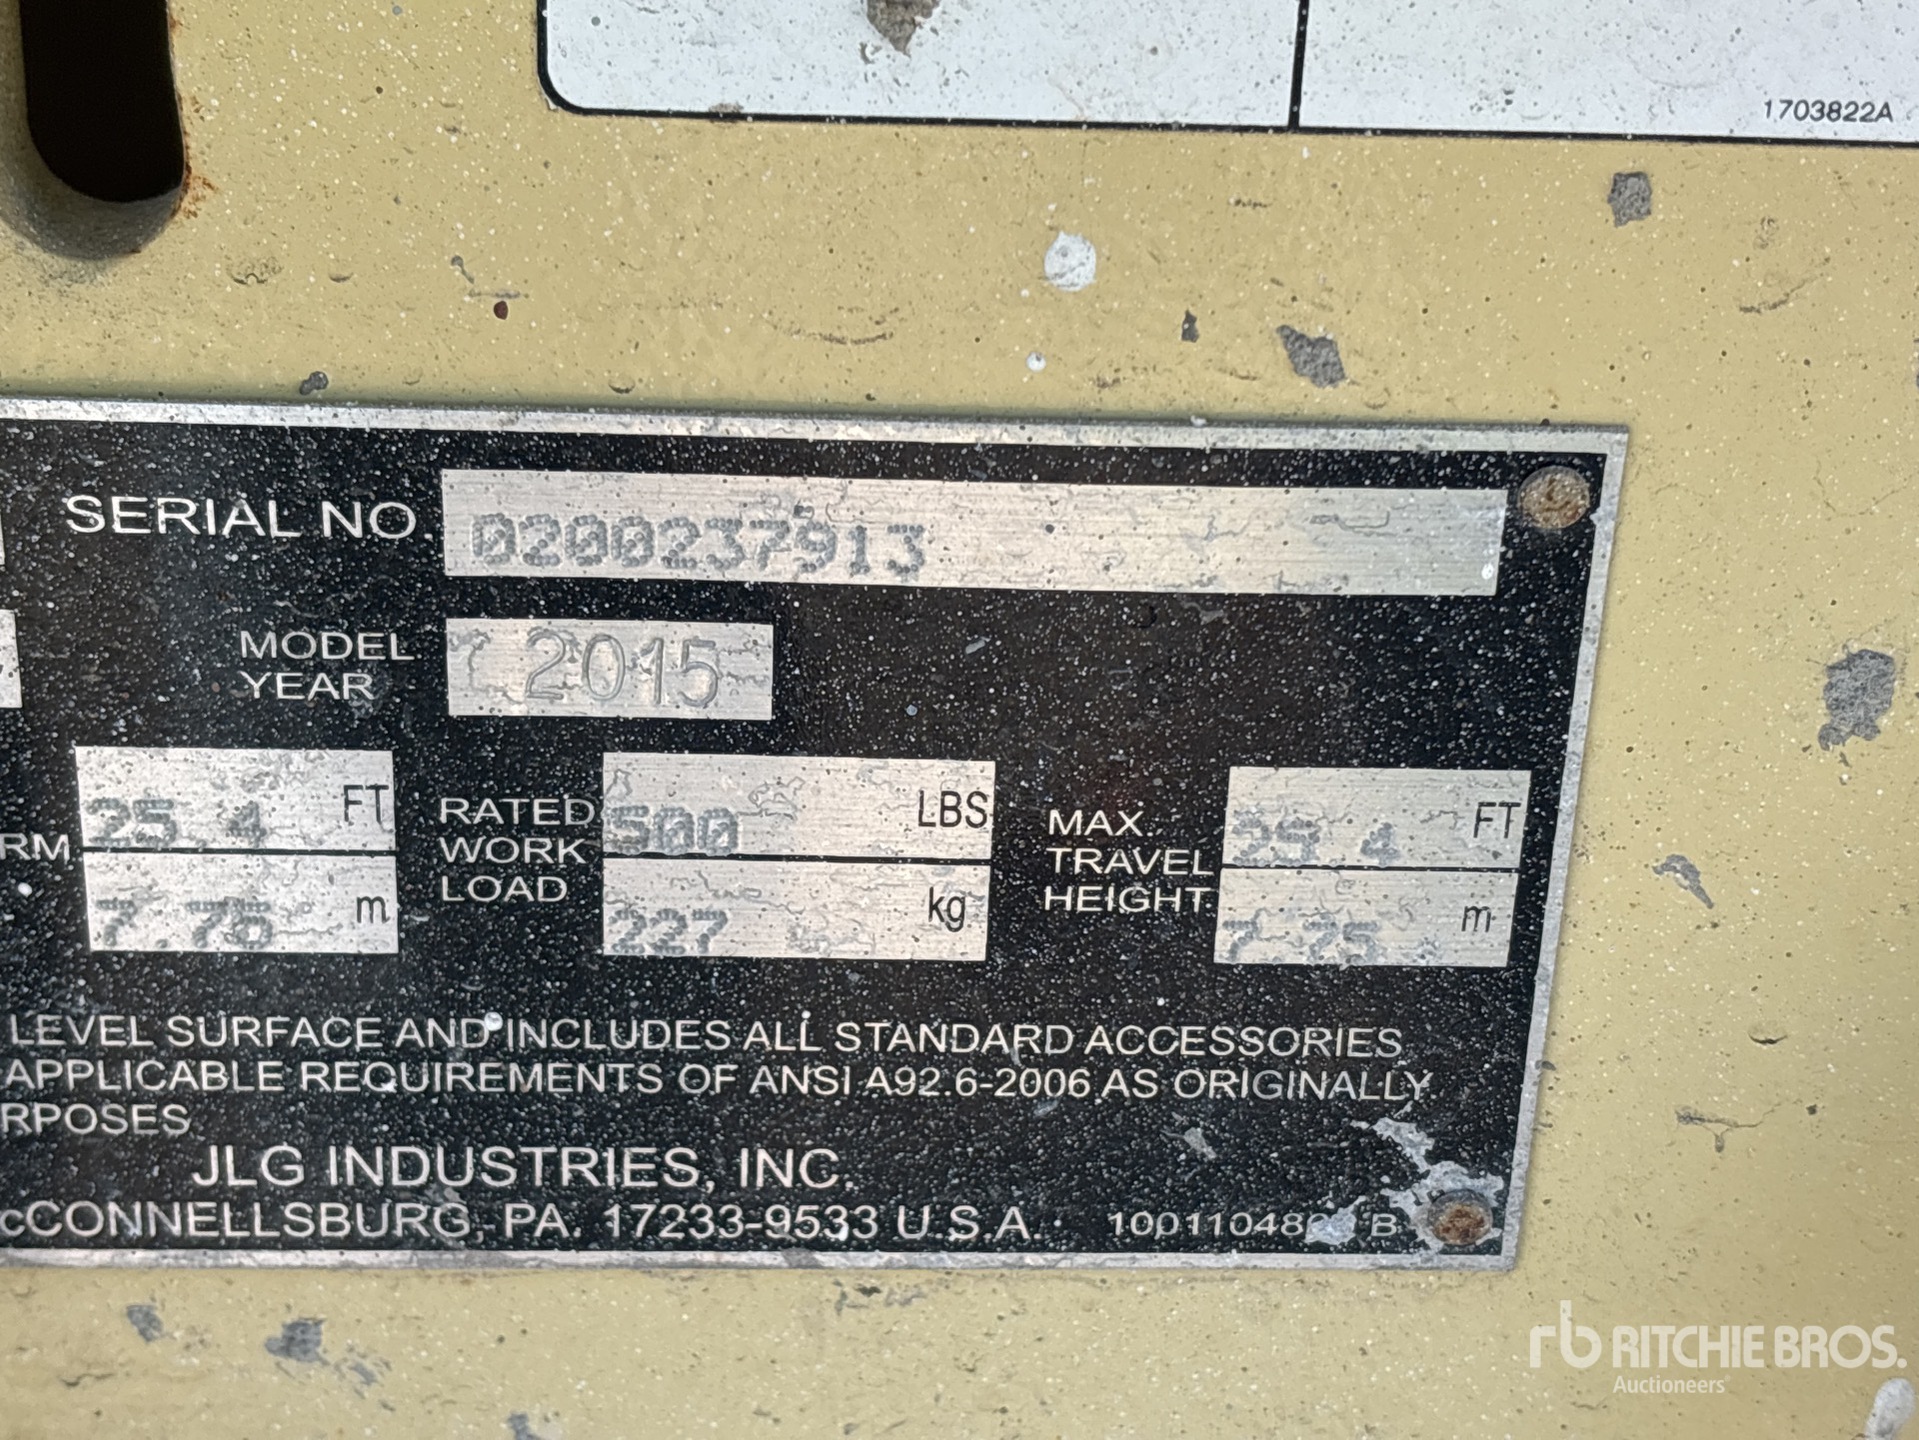 1703822A
SERIAL NO. 0200237913
MODEL YEAR 2015
RM 25.4 FT
7.76 m
RATED WORK LOAD 500 LBS
227 kg
MAX. TRAVEL HEIGHT 25.4 FT
7.75 m
LEVEL SURFACE AND INCLUDES ALL STANDARD ACCESSORIES
APPLICABLE REQUIREMENTS OF ANSI A92.6-2006 AS ORIGINALLY
RPOSES
JLG INDUSTRIES, INC.
cCONNELLSBURG, PA. 17233-9533 U.S.A.
rb RITCHIE BROS.
Auctioneers